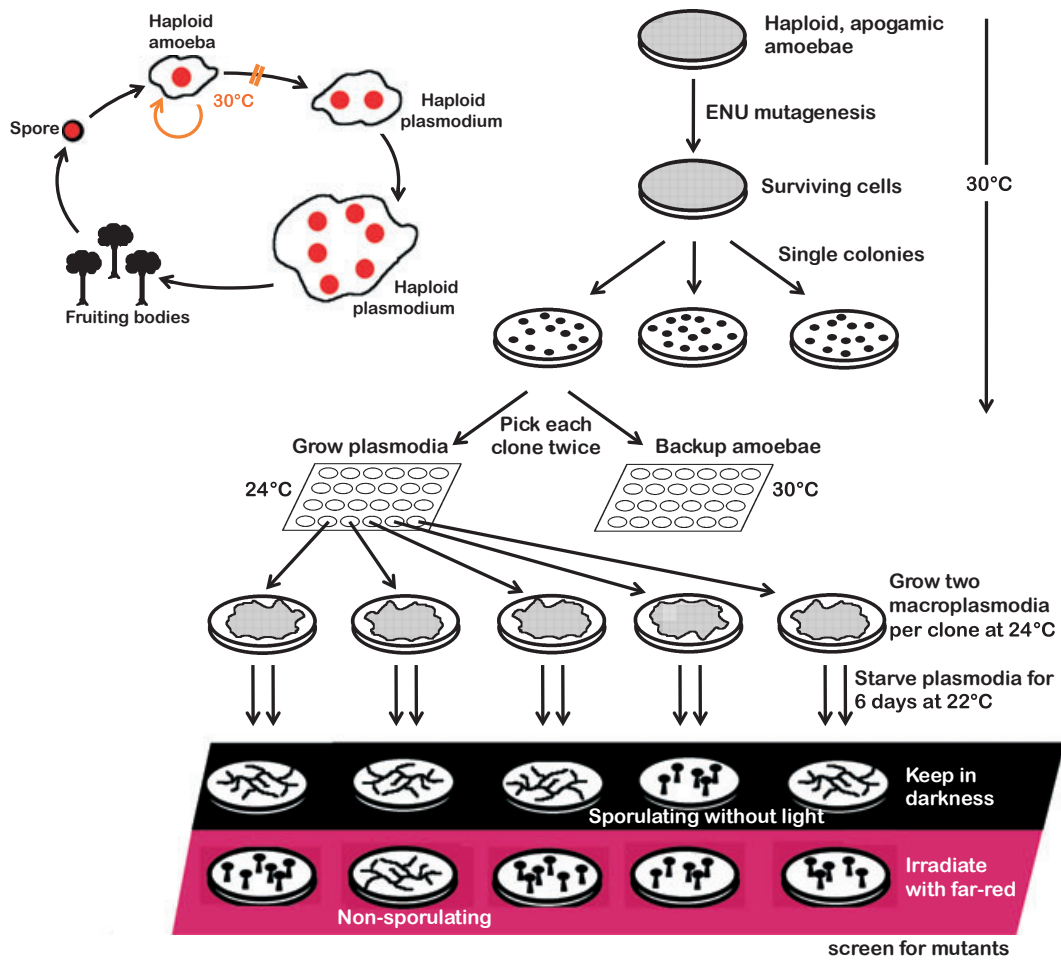 Haploid
amoeba
30°C
Spore
Haploid
plasmodium
Haploid
plasmodium
Fruiting bodies
Haploid, apogamic
amoebae
ENU mutagenesis
Surviving cells
30°C
Single colonies
Pick each
clone twice
Grow plasmodia
Backup amoebae
24°C
30°C
Grow two
macroplasmodia
per clone at 24°C
Starve plasmodia for
6 days at 22°C
Keep in
darkness
Sporulating without light
Irradiate
with far-red
Non-sporulating
screen for mutants